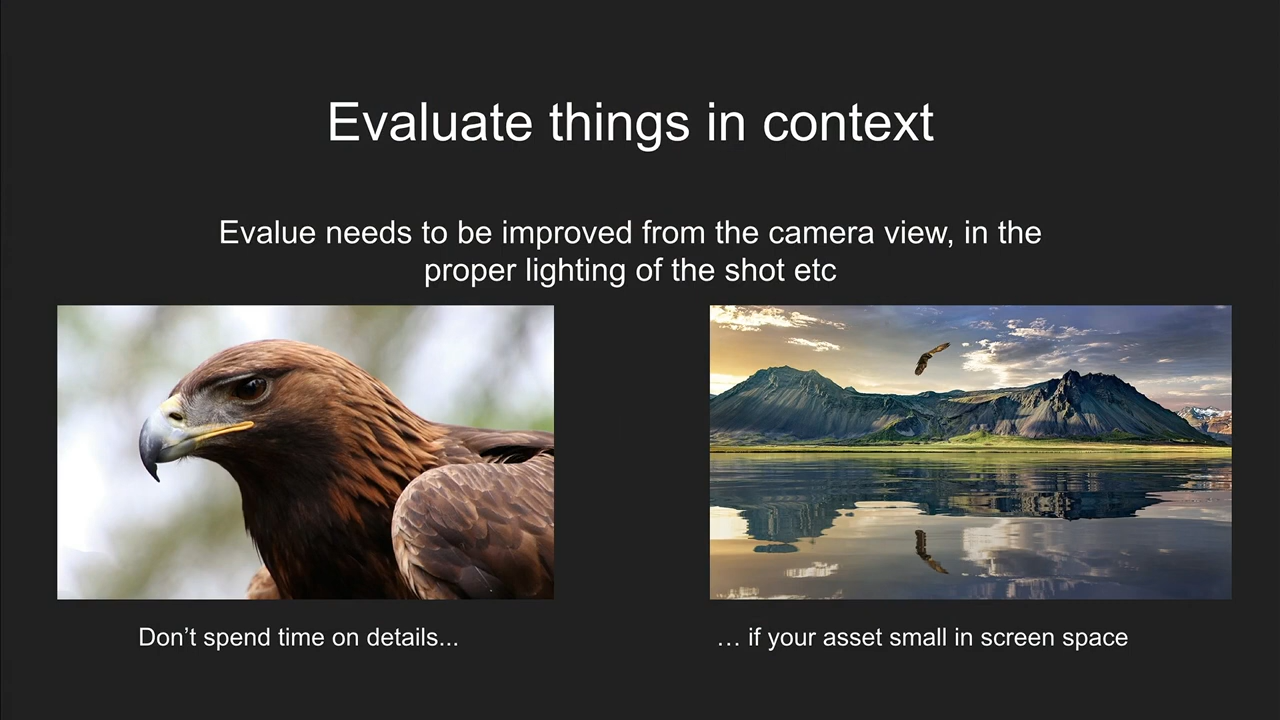 Evaluate things in context
Evalue needs to be improved from the camera view, in the
proper lighting of the shot etc
Don’t spend time on details...
… if your asset small in screen space